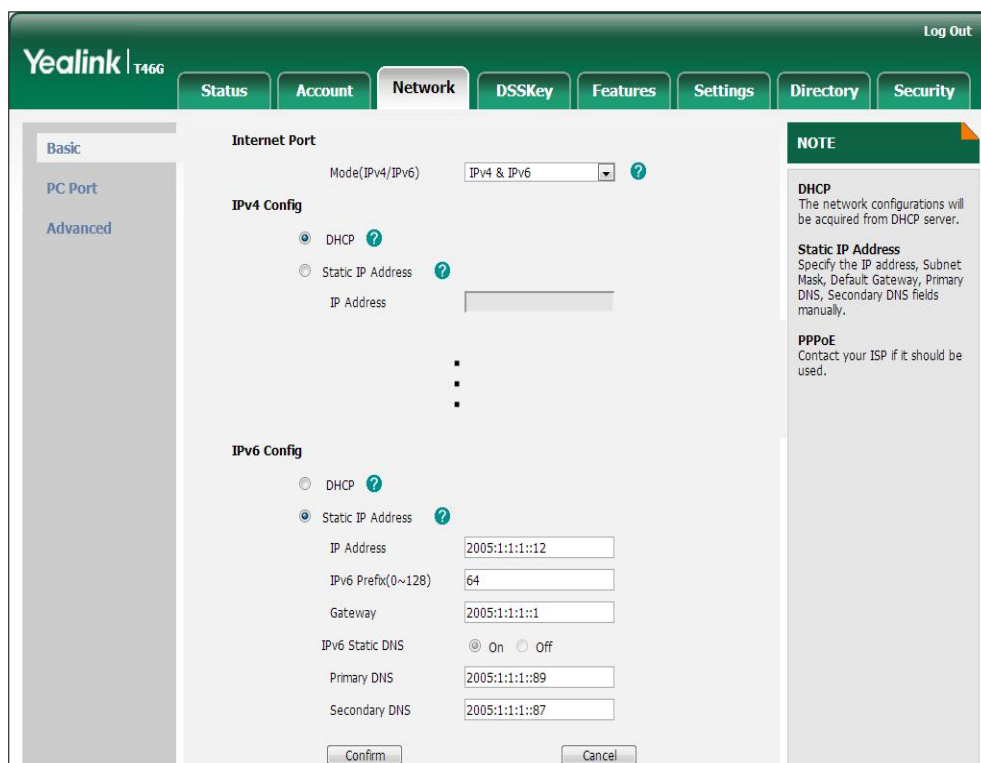 Log Out
Yealink | T46G
Status Account Network DSSKey Features Settings Directory Security
Basic
PC Port
Advanced
Internet Port
Mode(IPv4/IPv6) IPv4 & IPv6 ?
IPv4 Config
DHCP ?
Static IP Address ?
IP Address
IPv6 Config
DHCP ?
Static IP Address ?
IP Address 2005:1:1:1::12
IPv6 Prefix(0~128) 64
Gateway 2005:1:1:1::1
IPv6 Static DNS On Off
Primary DNS 2005:1:1:1::89
Secondary DNS 2005:1:1:1::87
Confirm Cancel
NOTE
DHCP
The network configurations will
be acquired from DHCP server.
Static IP Address
Specify the IP address, Subnet
Mask, Default Gateway, Primary
DNS, Secondary DNS fields
manually.
PPPoE
Contact your ISP if it should be
used.